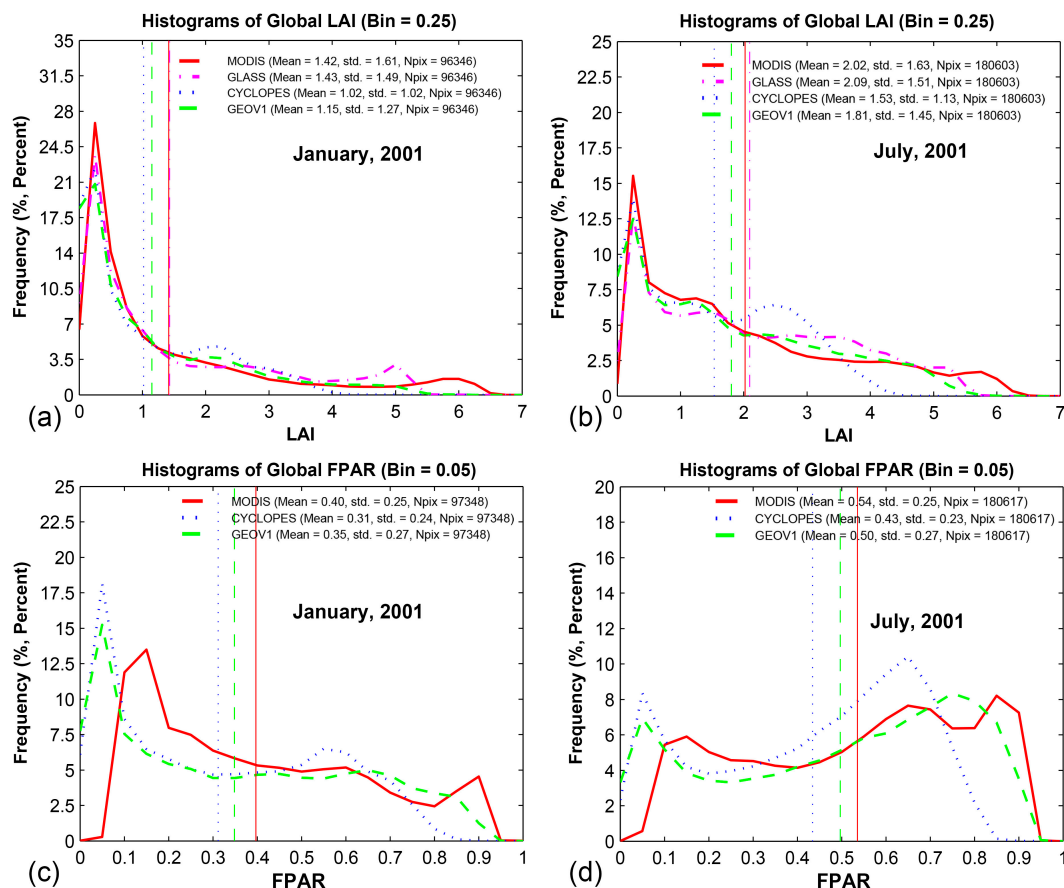 Histograms of Global LAI (Bin = 0.25)
35
31.5
28
24.5
21
17.5
14
10.5
7
3.5
0
Frequency (%, Percent)
MODIS (Mean = 1.42, std. = 1.61, Npix = 96346)
GLASS (Mean = 1.43, std. = 1.49, Npix = 96346)
CYCLOPES (Mean = 1.02, std. = 1.02, Npix = 96346)
GEOV1 (Mean = 1.15, std. = 1.27, Npix = 96346)
January, 2001
0 1 2 3 4 5 6 7
(a)
LAI
Histograms of Global LAI (Bin = 0.25)
25
22.5
20
17.5
15
12.5
10
7.5
5
2.5
0
Frequency (%, Percent)
MODIS (Mean = 2.02, std. = 1.63, Npix = 180603)
GLASS (Mean = 2.09, std. = 1.51, Npix = 180603)
CYCLOPES (Mean = 1.53, std. = 1.13, Npix = 180603)
GEOV1 (Mean = 1.81, std. = 1.45, Npix = 180603)
July, 2001
0 1 2 3 4 5 6 7
(b)
LAI
Histograms of Global FPAR (Bin = 0.05)
25
22.5
20
17.5
15
12.5
10
7.5
5
2.5
0
Frequency (%, Percent)
MODIS (Mean = 0.40, std. = 0.25, Npix = 97348)
CYCLOPES (Mean = 0.31, std. = 0.24, Npix = 97348)
GEOV1 (Mean = 0.35, std. = 0.27, Npix = 97348)
January, 2001
0 0.1 0.2 0.3 0.4 0.5 0.6 0.7 0.8 0.9 1
(c)
FPAR
Histograms of Global FPAR (Bin = 0.05)
20
18
16
14
12
10
8
6
4
2
0
Frequency (%, Percent)
MODIS (Mean = 0.54, std. = 0.25, Npix = 180617)
CYCLOPES (Mean = 0.43, std. = 0.23, Npix = 180617)
GEOV1 (Mean = 0.50, std. = 0.27, Npix = 180617)
July, 2001
0 0.1 0.2 0.3 0.4 0.5 0.6 0.7 0.8 0.9 1
(d)
FPAR